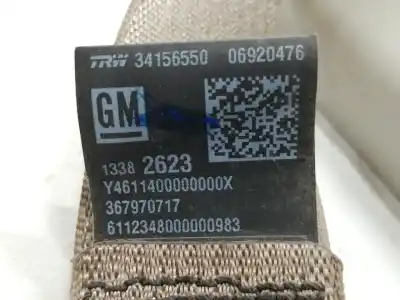 TRW 34156550 06920476
GM
1338 2623
Y4611400000000X
367970717
6112348000000983